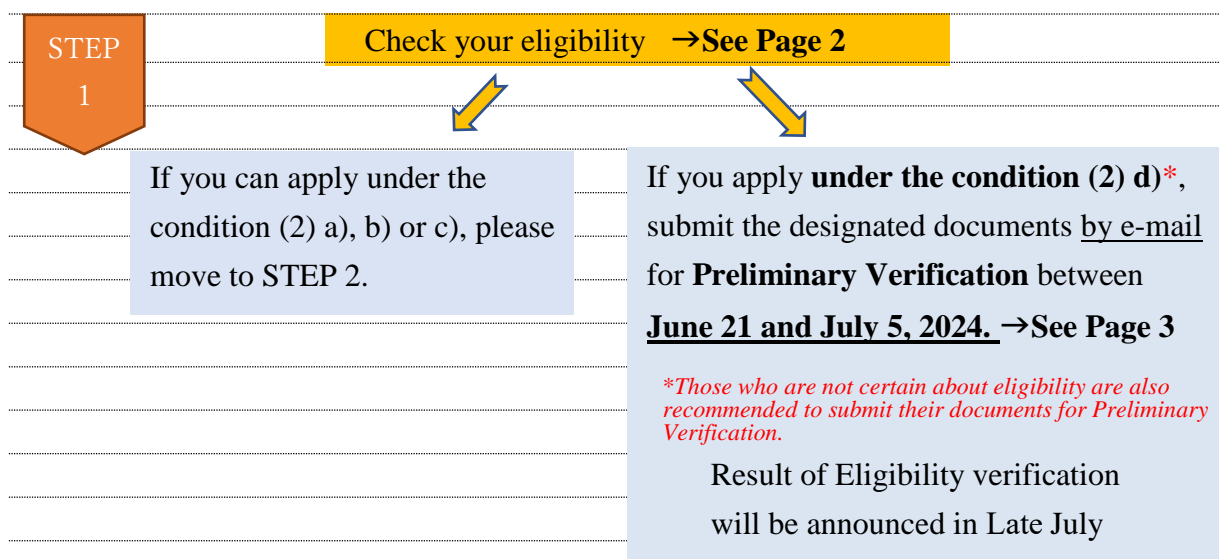 STEP
1
Check your eligibility →See Page 2
If you can apply under the
condition (2) a), b) or c), please
move to STEP 2.
If you apply under the condition (2) d)*,
submit the designated documents by e-mail
for Preliminary Verification between
June 21 and July 5, 2024. →See Page 3
*Those who are not certain about eligibility are also
recommended to submit their documents for Preliminary
Verification.
Result of Eligibility verification
will be announced in Late July